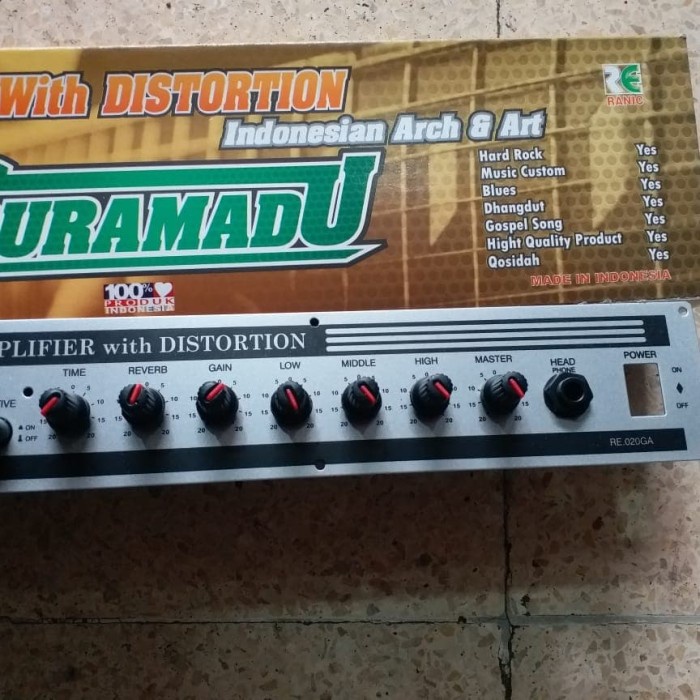 With DISTORTION
RE
RANIC
Indonesian Arch & Art
URAMADU
Hard Rock Yes
Music Custom Yes
Blues Yes
Dhangdut Yes
Gospel Song Yes
Hight Quality Product Yes
Qosidah Yes
MADE IN INDONESIA
100%
PRODUK
INDONESIA
PLIFIER with DISTORTION
TIME REVERB GAIN LOW MIDDLE HIGH MASTER HEAD PHONE POWER
TIVE
ON
OFF
ON
OFF
RE.020GA